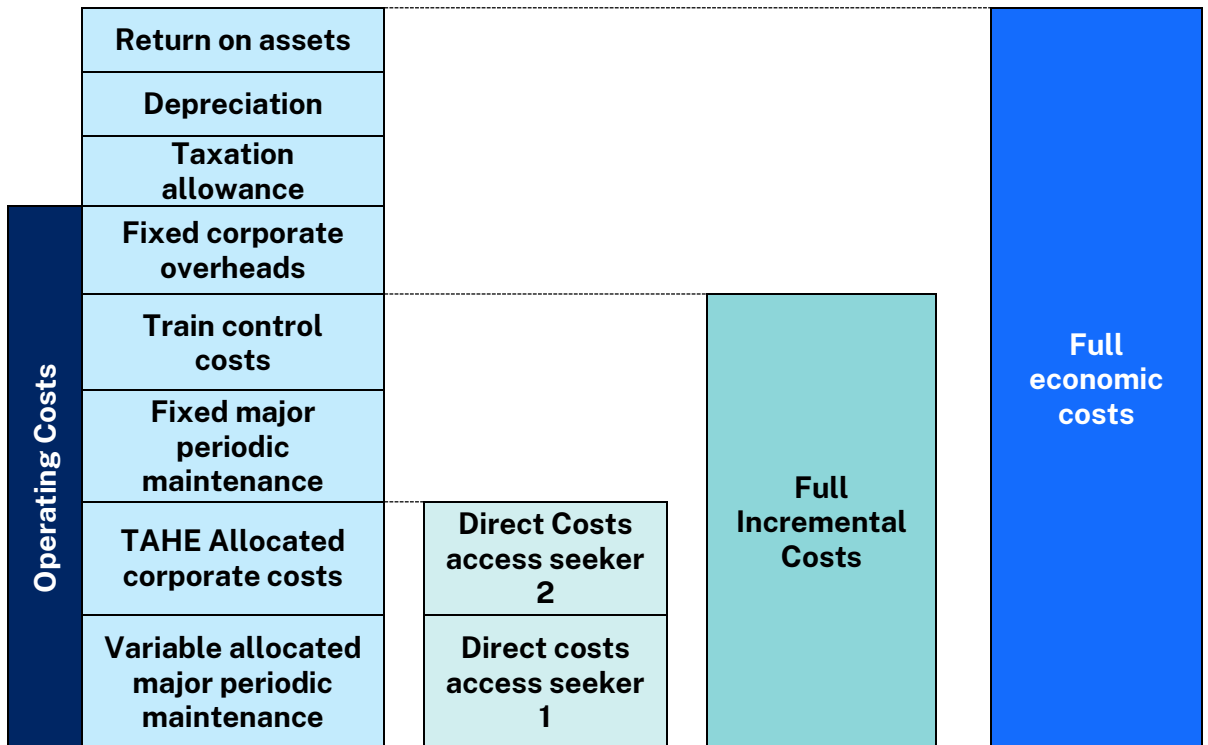 Return on assets
Depreciation
Taxation
allowance
Fixed corporate
overheads
Train control
costs
Fixed major
periodic
maintenance
TAHE Allocated
corporate costs
Variable allocated
major periodic
maintenance
Operating Costs
Direct Costs
access seeker
2
Direct costs
access seeker
1
Full
Incremental
Costs
Full
economic
costs